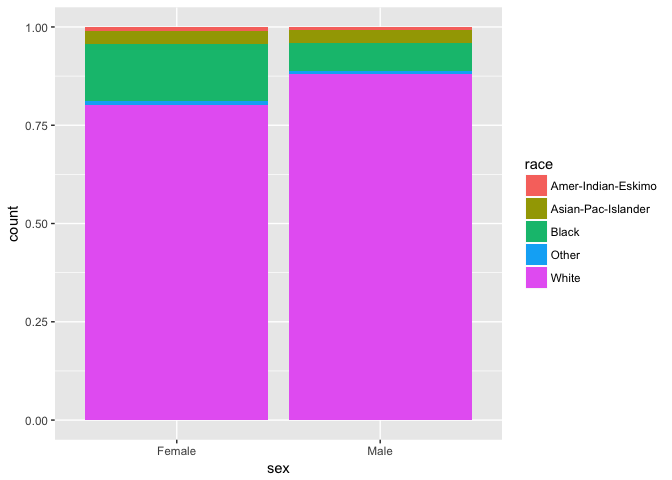 1.00
0.75
0.50
0.25
0.00
count
Female
Male
sex
race
Amer-Indian-Eskimo
Asian-Pac-Islander
Black
Other
White